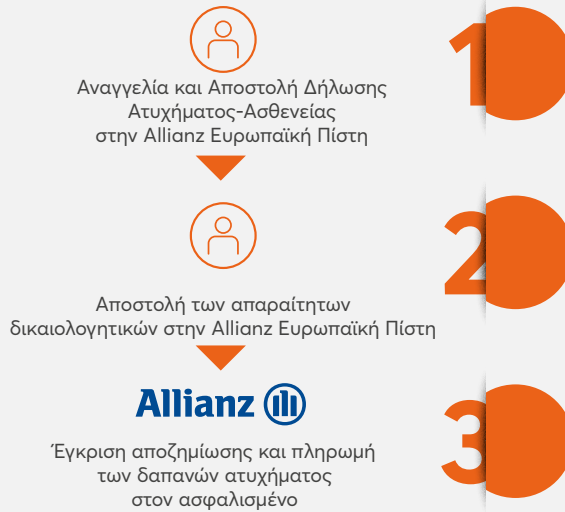 1
Αναγγελία και Αποστολή Δήλωσης
Ατυχήματος-Ασθενείας
στην Allianz Ευρωπαϊκή Πίστη
2
Αποστολή των απαραίτητων
δικαιολογητικών στην Allianz Ευρωπαϊκή Πίστη
3
Allianz
Έγκριση αποζημίωσης και πληρωμή
των δαπανών ατυχήματος
στον ασφαλισμένο